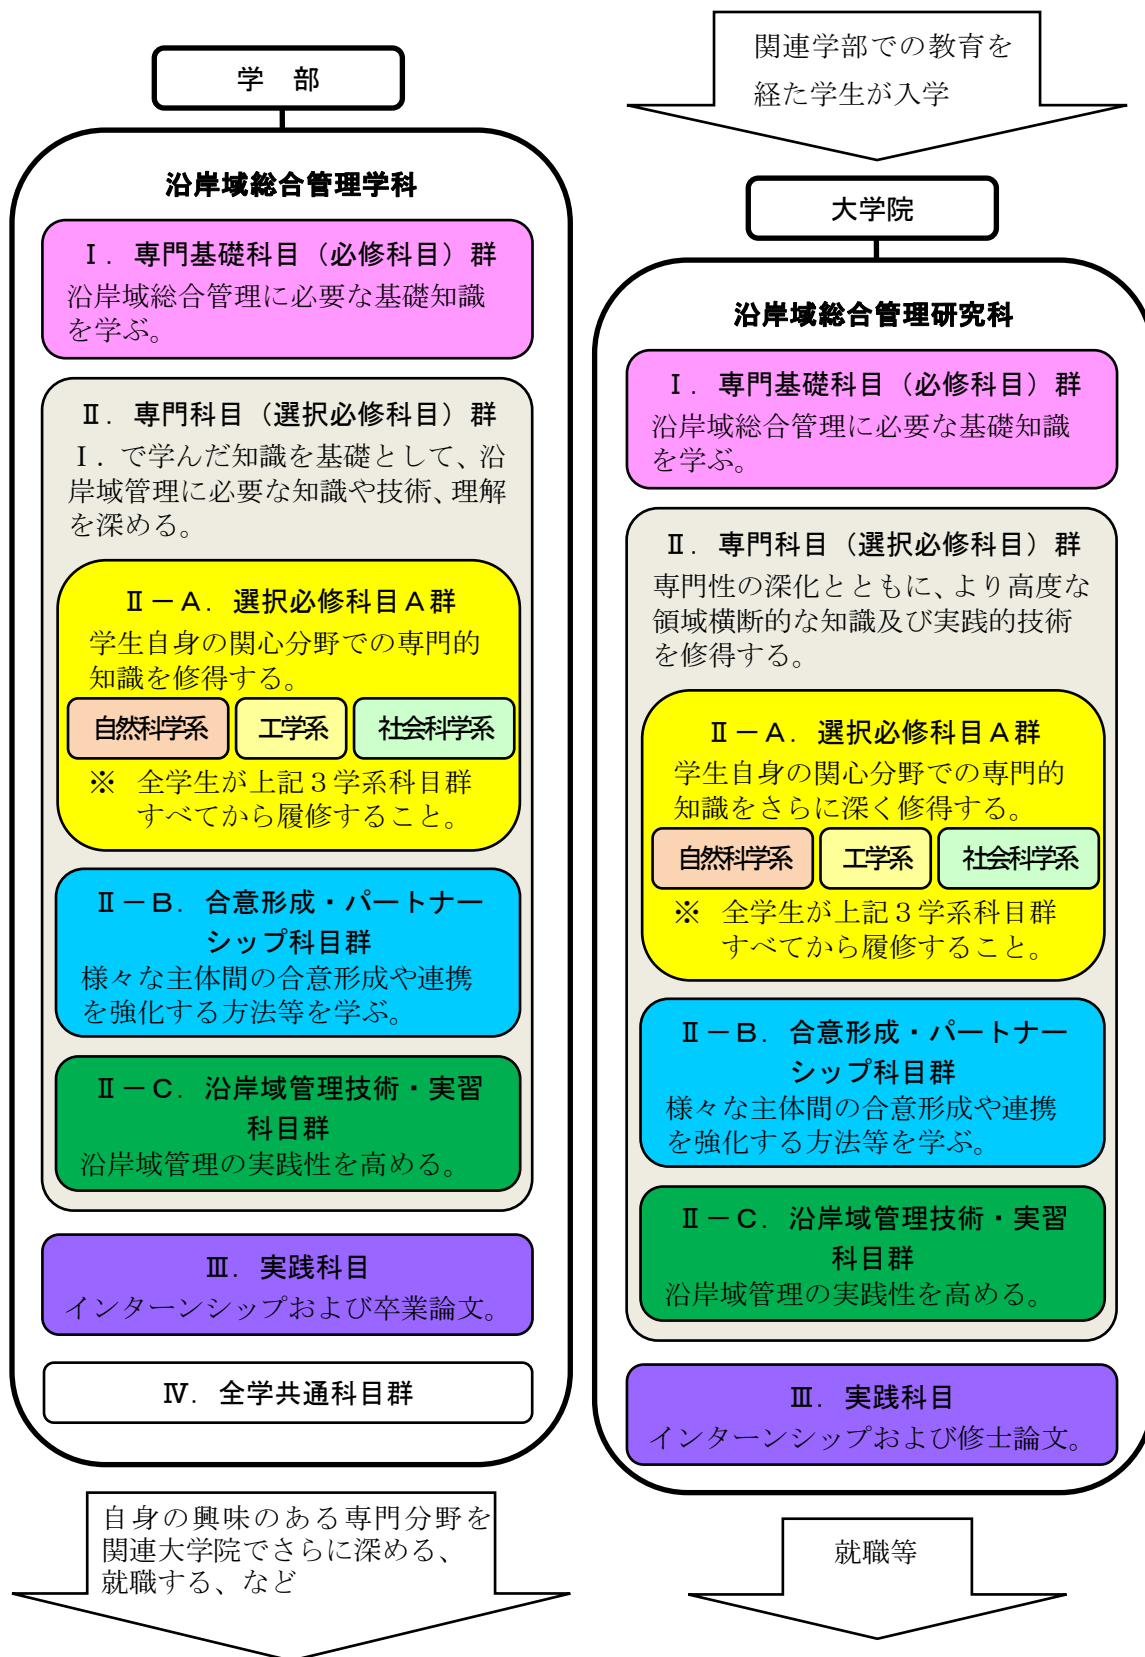 学　部
沿岸域総合管理学科
Ⅰ．専門基礎科目（必修科目）群
沿岸域総合管理に必要な基礎知識
を学ぶ。
Ⅱ．専門科目（選択必修科目）群
Ⅰ．で学んだ知識を基礎として、沿
岸域管理に必要な知識や技術、理解
を深める。
Ⅱ－Ａ．選択必修科目Ａ群
学生自身の関心分野での専門的
知識を修得する。
自然科学系　工学系　社会科学系
※　全学生が上記３学系科目群
すべてから履修すること。
Ⅱ－Ｂ．合意形成・パートナー
シップ科目群
様々な主体間の合意形成や連携
を強化する方法等を学ぶ。
Ⅱ－Ｃ．沿岸域管理技術・実習
科目群
沿岸域管理の実践性を高める。
Ⅲ．実践科目
インターンシップおよび卒業論文。
Ⅳ．全学共通科目群
自身の興味のある専門分野を
関連大学院でさらに深める、
就職する、など
関連学部での教育を
経た学生が入学
大学院
沿岸域総合管理研究科
Ⅰ．専門基礎科目（必修科目）群
沿岸域総合管理に必要な基礎知識
を学ぶ。
Ⅱ．専門科目（選択必修科目）群
専門性の深化とともに、より高度な
領域横断的な知識及び実践的技術
を修得する。
Ⅱ－Ａ．選択必修科目Ａ群
学生自身の関心分野での専門的
知識をさらに深く修得する。
自然科学系　工学系　社会科学系
※　全学生が上記３学系科目群
すべてから履修すること。
Ⅱ－Ｂ．合意形成・パートナー
シップ科目群
様々な主体間の合意形成や連携
を強化する方法等を学ぶ。
Ⅱ－Ｃ．沿岸域管理技術・実習
科目群
沿岸域管理の実践性を高める。
Ⅲ．実践科目
インターンシップおよび修士論文。
就職等